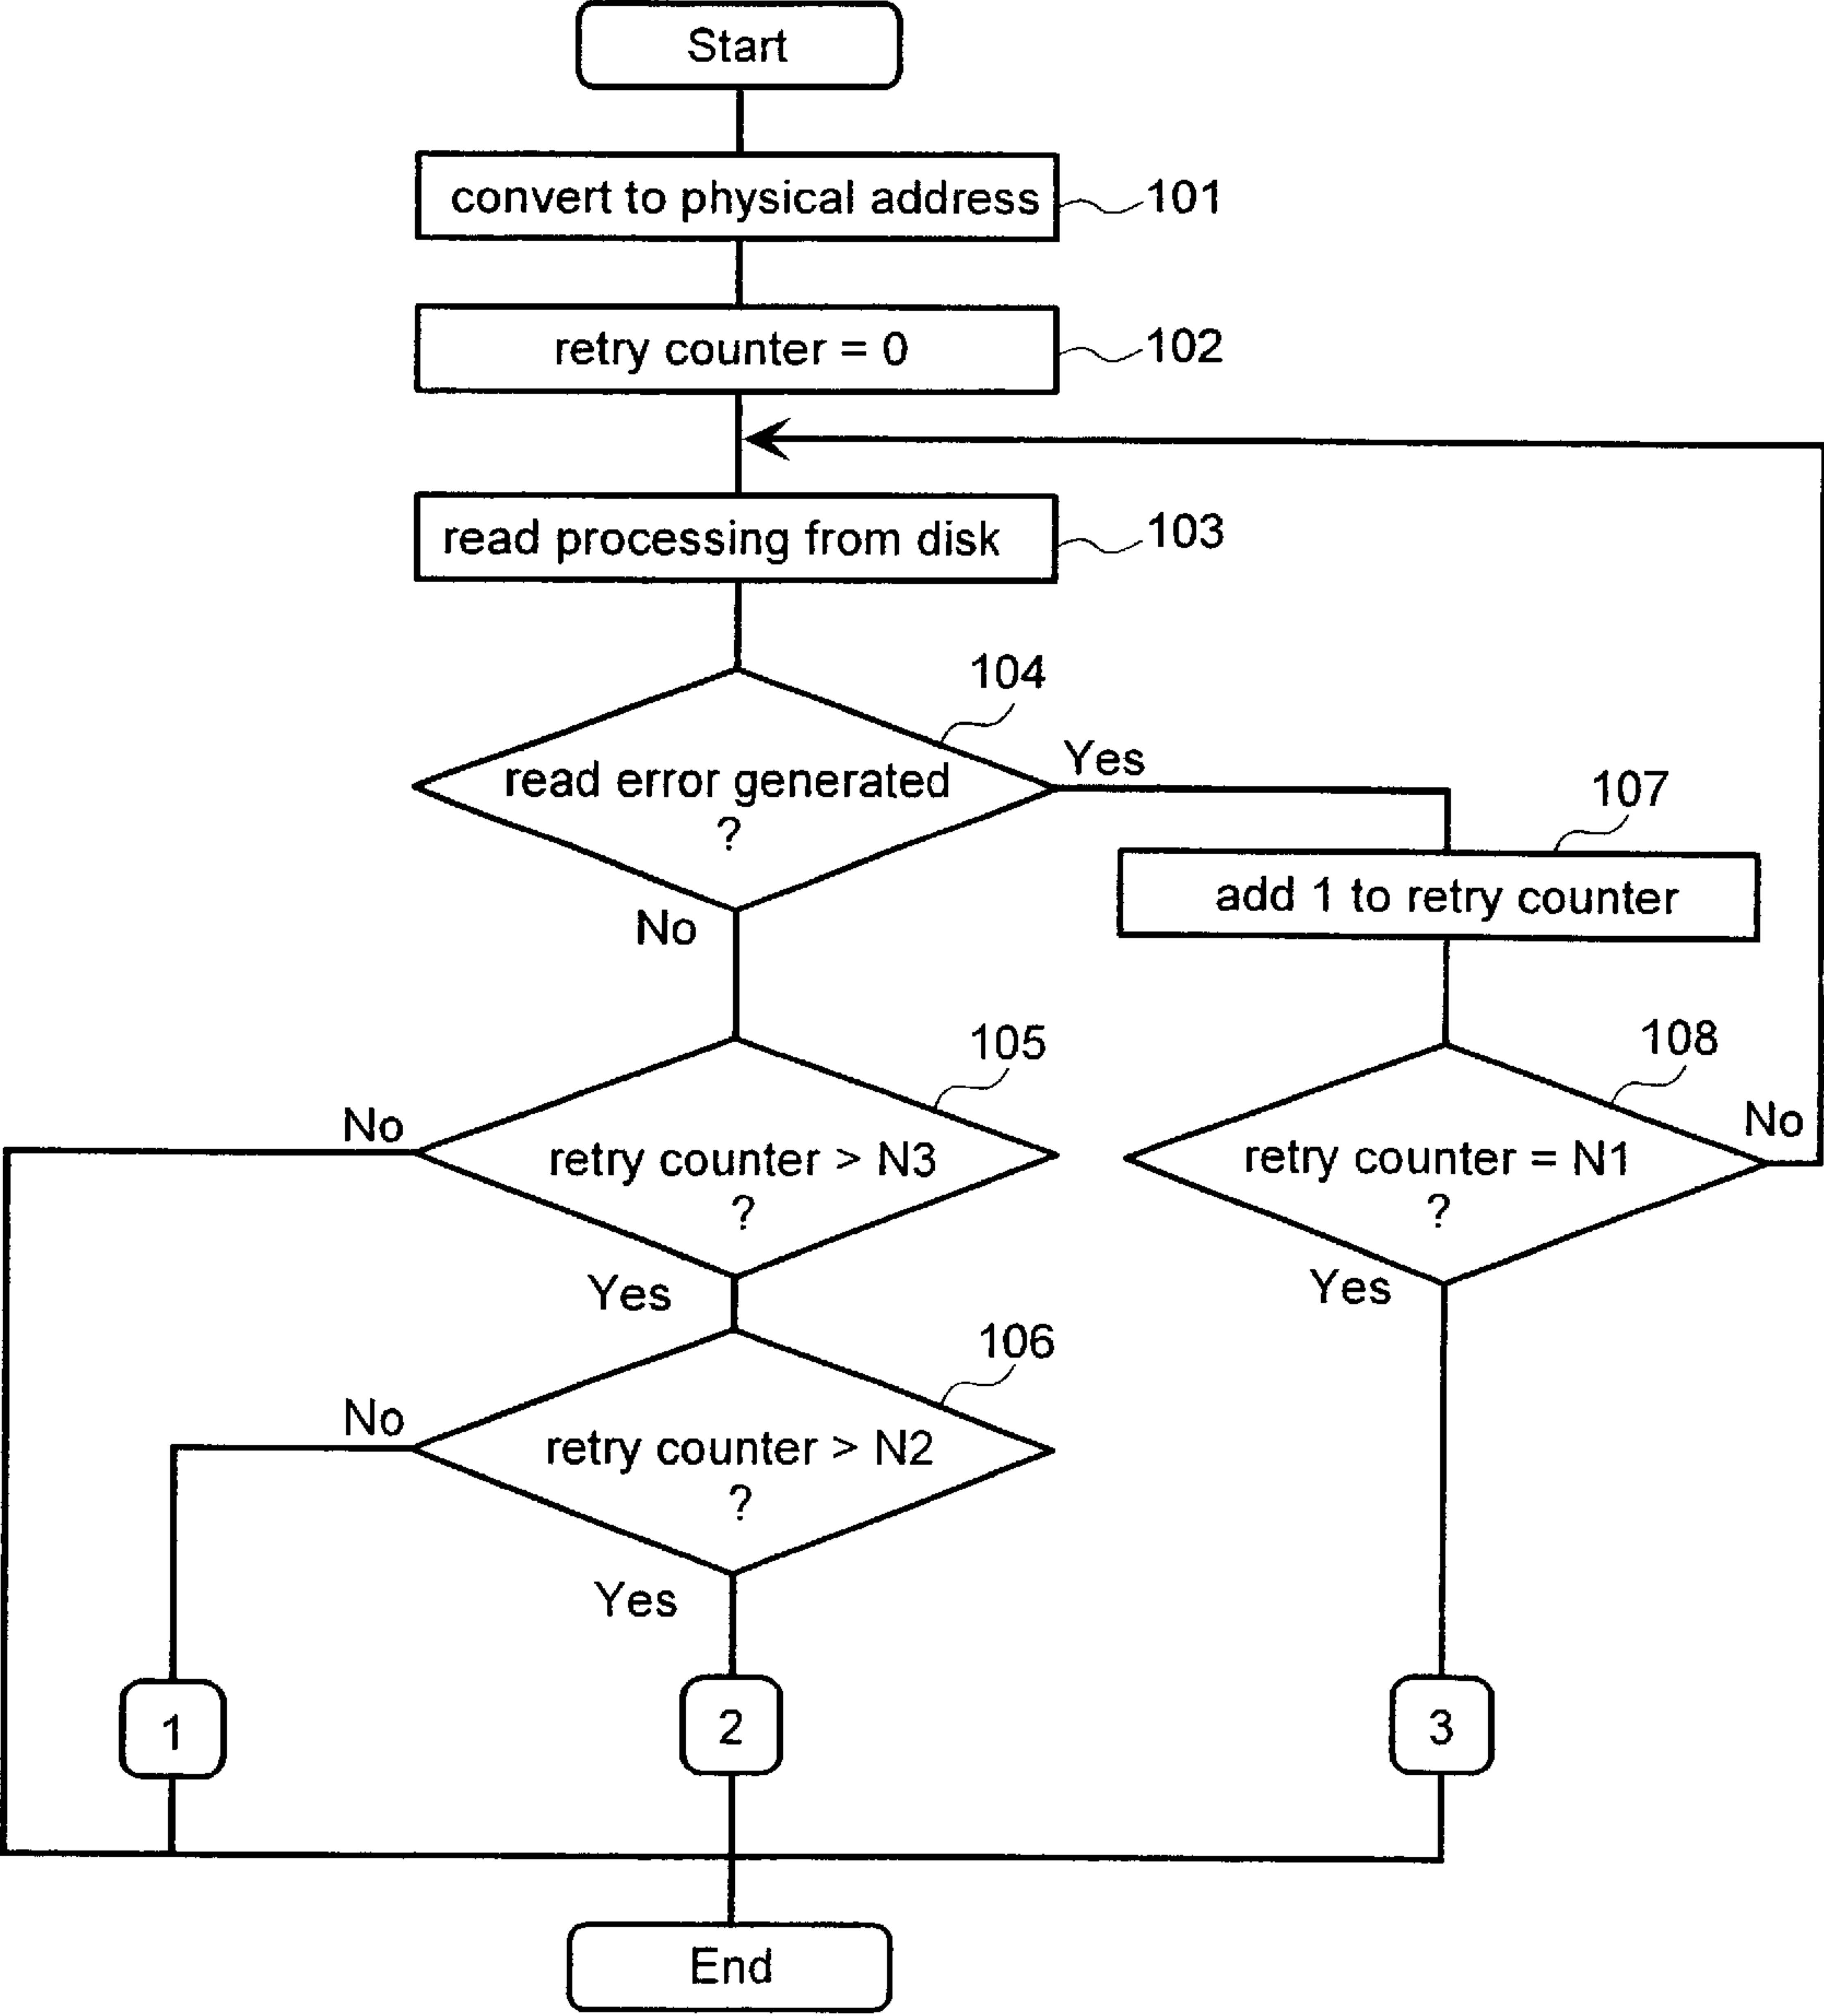 Start
convert to physical address
101
retry counter = 0
102
read processing from disk
103
104
read error generated
?
Yes
No
107
add 1 to retry counter
105
No
retry counter > N3
?
Yes
108
No
retry counter = N1
?
Yes
106
No
retry counter > N2
?
Yes
1
2
3
End